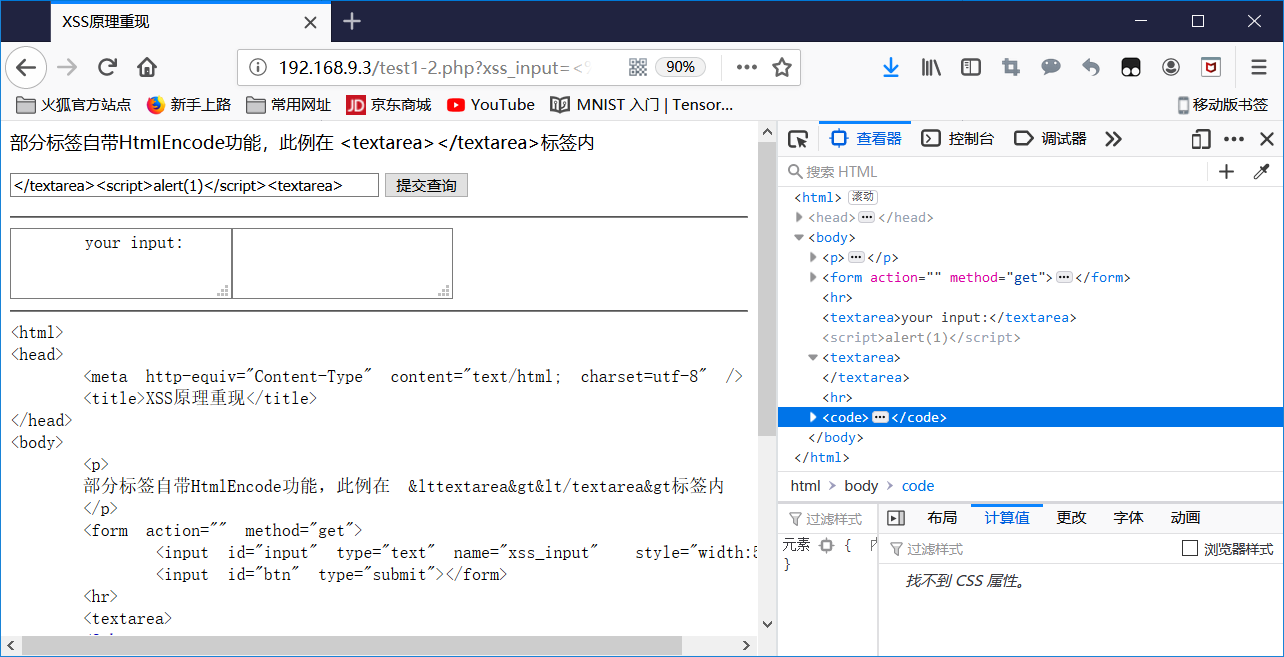 XSS原理重现
192.168.9.3/test1-2.php?xss_input=<%
90%
火狐官方站点 新手上路 常用网址 JD 京东商城 YouTube MNIST 入门 | Tensor... 移动版书签
部分标签自带HtmlEncode功能，此例在 <textarea></textarea>标签内
</textarea><script>alert(1)</script><textarea> 提交查询
your input:
<html>
<head>
<meta http-equiv="Content-Type" content="text/html; charset=utf-8" />
<title>XSS原理重现</title>
</head>
<body>
<p>
部分标签自带HtmlEncode功能，此例在 &lttextarea&gt&lt/textarea&gt标签内
</p>
<form action="" method="get">
<input id="input" type="text" name="xss_input" style="width:5
<input id="btn" type="submit"></form>
<hr>
<textarea>
查看器 控制台 调试器
搜索 HTML
<html> 滚动
<head>···</head>
<body>
<p>···</p>
<form action="" method="get">···</form>
<hr>
<textarea>your input:</textarea>
<script>alert(1)</script>
<textarea>
</textarea>
<hr>
<code>···</code>
</body>
</html>
html > body > code
过滤样式 布局 计算值 更改 字体 动画
元素 {
}
过滤样式 浏览器样式
找不到 CSS 属性。